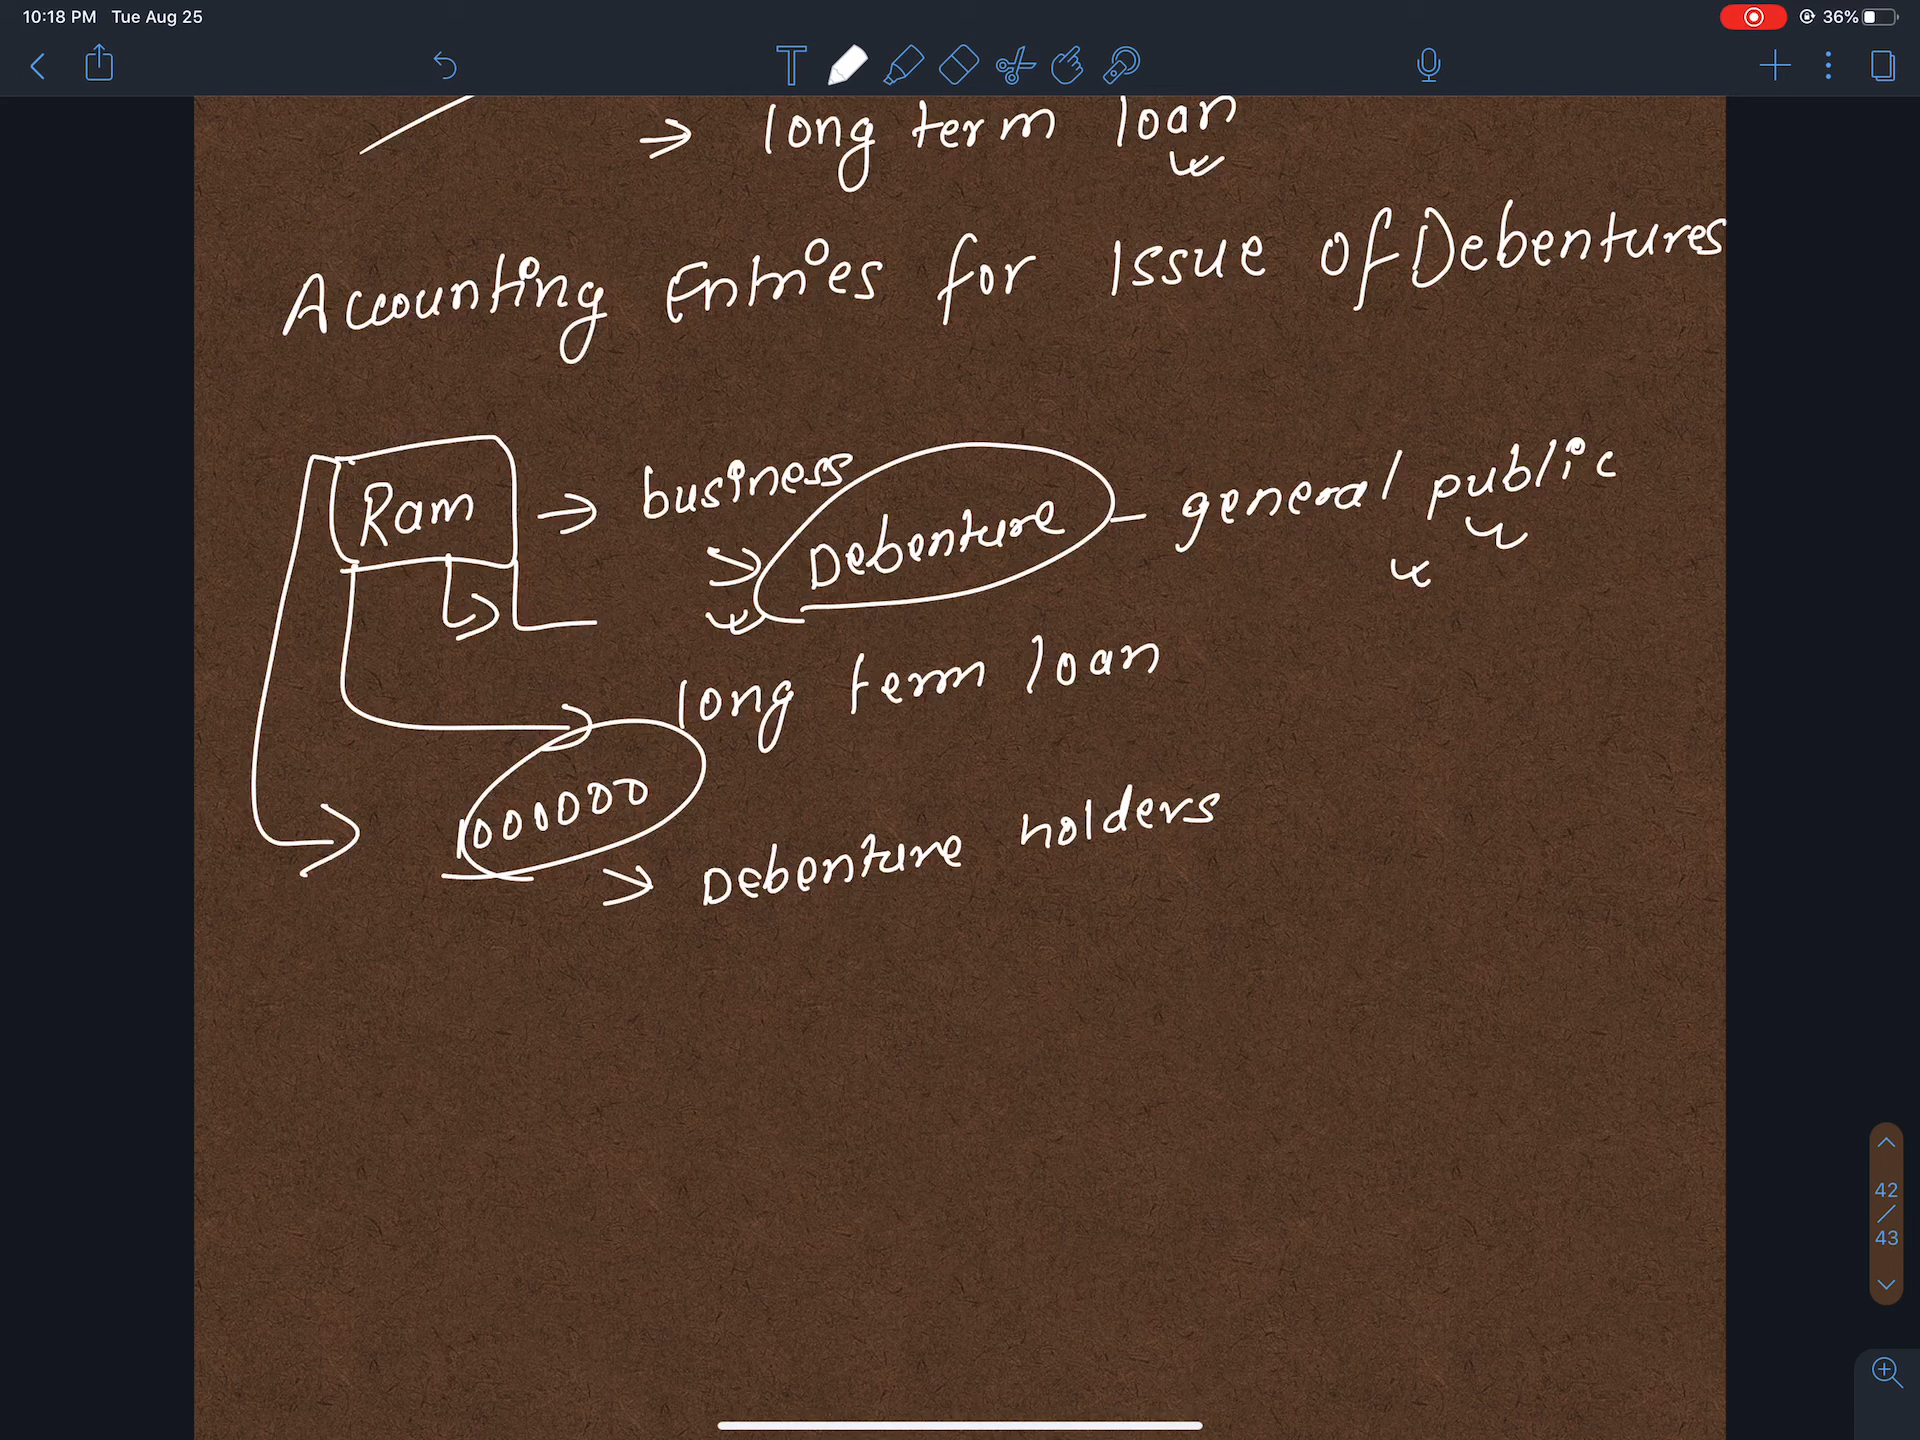 10:18 PM Tue Aug 25 36%
→ long term loan
Accounting Entries for Issue of Debentures
Ram → business
→ Debenture - general public
long term loan
1000000
→ Debenture holders
42
/
43